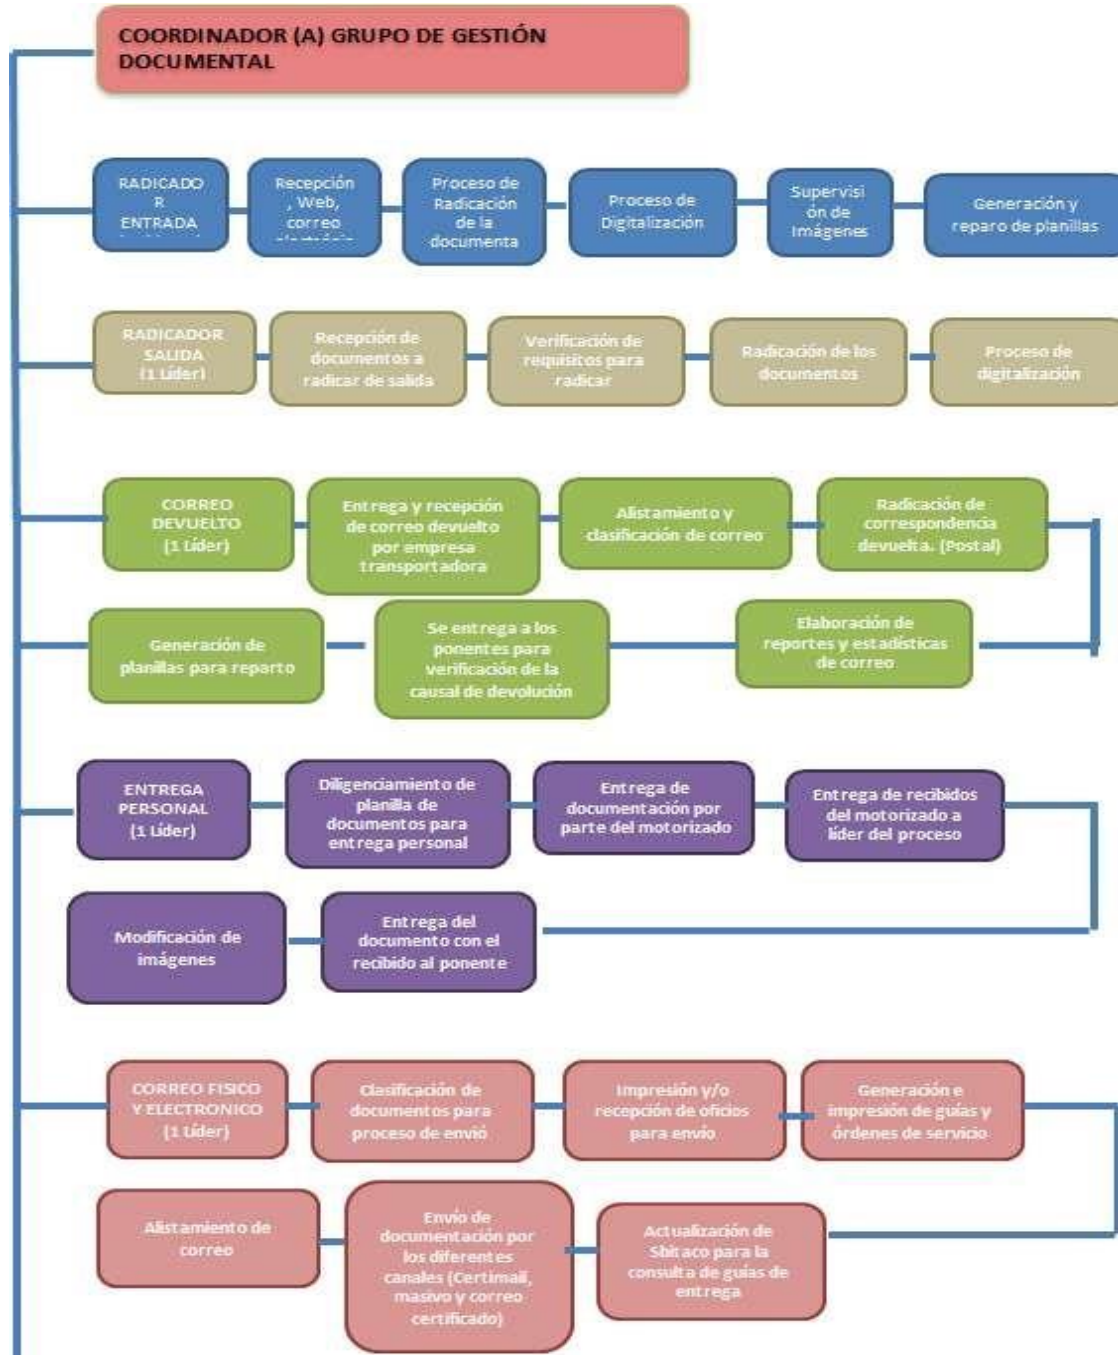 COORDINADOR (A) GRUPO DE GESTIÓN
DOCUMENTAL
RADICADO
R
ENTRADA
Recepción
, Web,
correo
Proceso de
Radicación
de la
documenta
Proceso de
Digitalización
Supervisi
ón de
Imágenes
Generación y
reparo de planillas
RADICADOR
SALIDA
(1 Líder)
Recepción de
documentos a
radicar de salida
Verificación de
requisitos para
radicar
Radicación de los
documentos
Proceso de
digitalización
CORREO
DEVUELTO
(1 Líder)
Entrega y recepción
de correo devuelto
por empresa
transportadora
Alistamiento y
clasificación de correo
Radicación de
correspondencia
devuelta. (Postal)
Generación de
planillas para reparto
Se entrega a los
ponentes para
verificación de la
causal de devolución
Elaboración de
reportes y estadísticas
de correo
ENTREGA
PERSONAL
(1 Líder)
Diligenciamiento de
planilla de
documentos para
entrega personal
Entrega de
documentación por
parte del motorizado
Entrega de recibidos
del motorizado a
líder del proceso
Modificación de
imágenes
Entrega del
documento con el
recibido al ponente
CORREO FISICO
Y ELECTRONICO
(1 Líder)
Clasificación de
documentos para
proceso de envió
Impresión y/o
recepción de oficios
para envío
Generación e
impresión de guías y
órdenes de servicio
Alistamiento de
correo
Envío de
documentación por
los diferentes
canales (Certimail,
masivo y correo
certificado)
Actualización de
Sbitaco para la
consulta de guías de
entrega